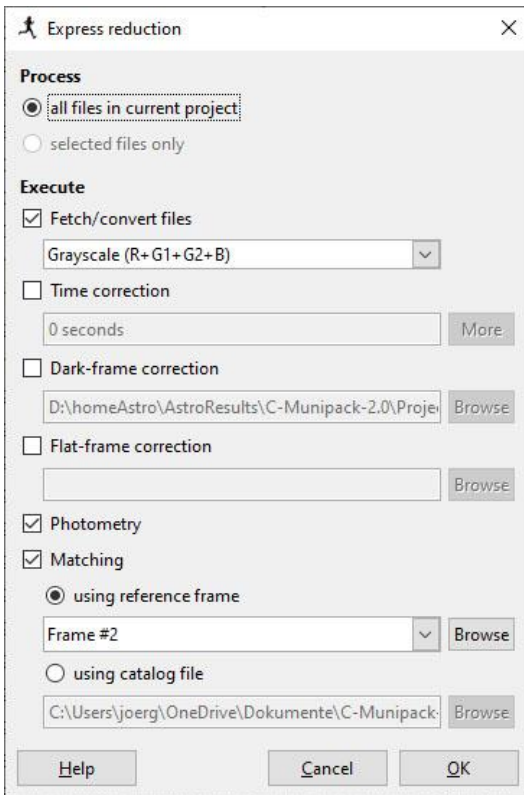 Express reduction
Process
all files in current project
selected files only
Execute
Fetch/convert files
Grayscale (R+G1+G2+B)
Time correction
0 seconds More
Dark-frame correction
D:\homeAstro\AstroResults\C-Munipack-2.0\Proje Browse
Flat-frame correction
Browse
Photometry
Matching
using reference frame
Frame #2 Browse
using catalog file
C:\Users\joerg\OneDrive\Dokumente\C-Munipack- Browse
Help Cancel OK